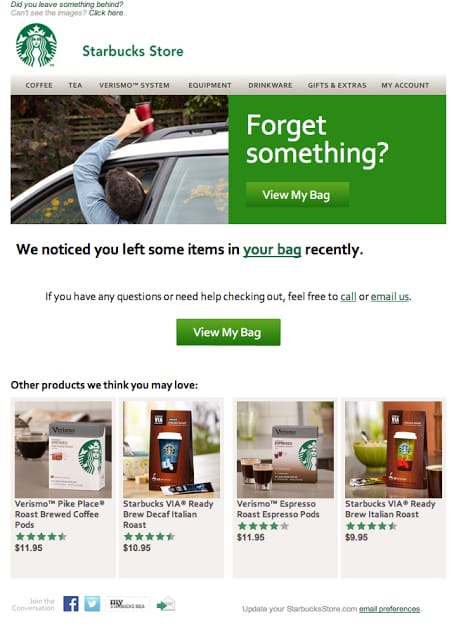 Did you leave something behind?
Can't see the images? Click here.
Starbucks Store
COFFEE TEA VERISMO™ SYSTEM EQUIPMENT DRINKWARE GIFTS & EXTRAS MY ACCOUNT
Forget
something?
View My Bag
We noticed you left some items in your bag recently.
If you have any questions or need help checking out, feel free to call or email us.
View My Bag
Other products we think you may love:
Verismo™ Pike Place®
Roast Brewed Coffee
Pods
$11.95
Starbucks VIA® Ready
Brew Decaf Italian
Roast
$10.95
Verismo™ Espresso
Roast Espresso Pods
$11.95
Starbucks VIA® Ready
Brew Italian Roast
$9.95
Join the
Conversation
my
STARBUCKS IDEA
Update your StarbucksStore.com email preferences.